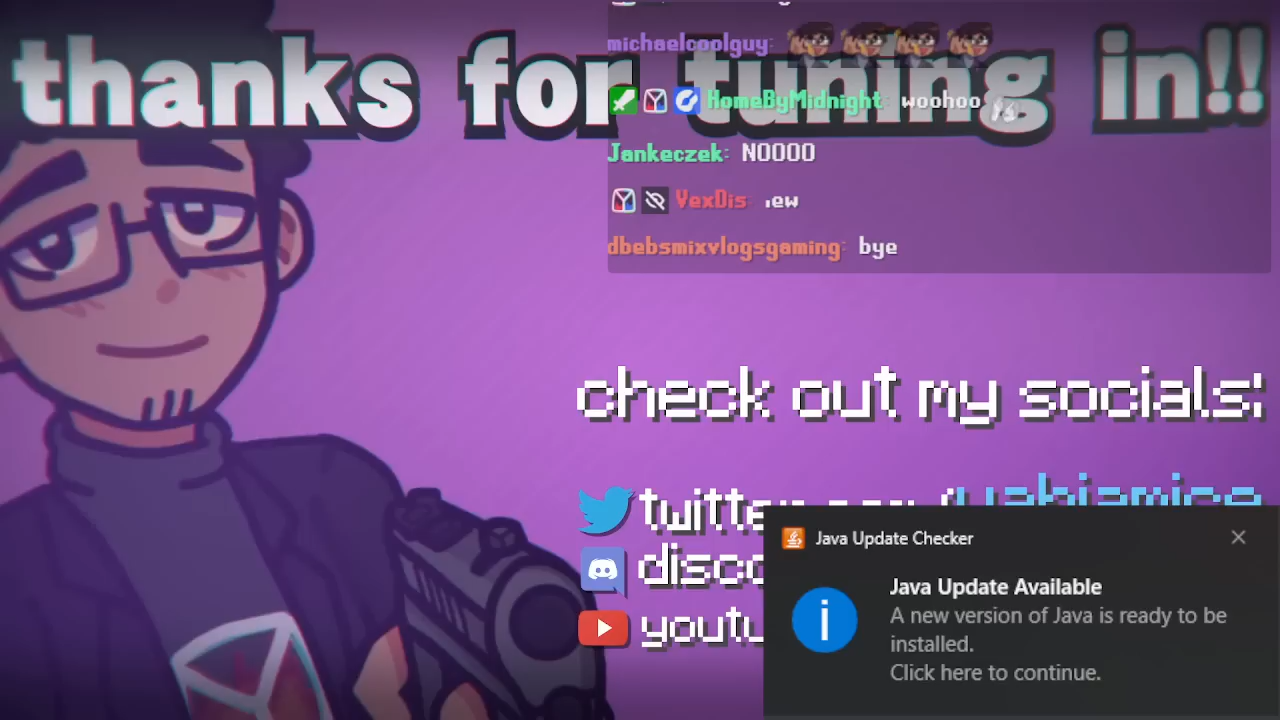 thanks for tuning in!!
michaelcoolguy:
HomeByMidnight: woohoo
Jankeczek: NOOOO
VexDis:
dbebsmixvlogsgaming: bye
check out my socials:
Java Update Checker
Java Update Available
A new version of Java is ready to be
installed.
Click here to continue.